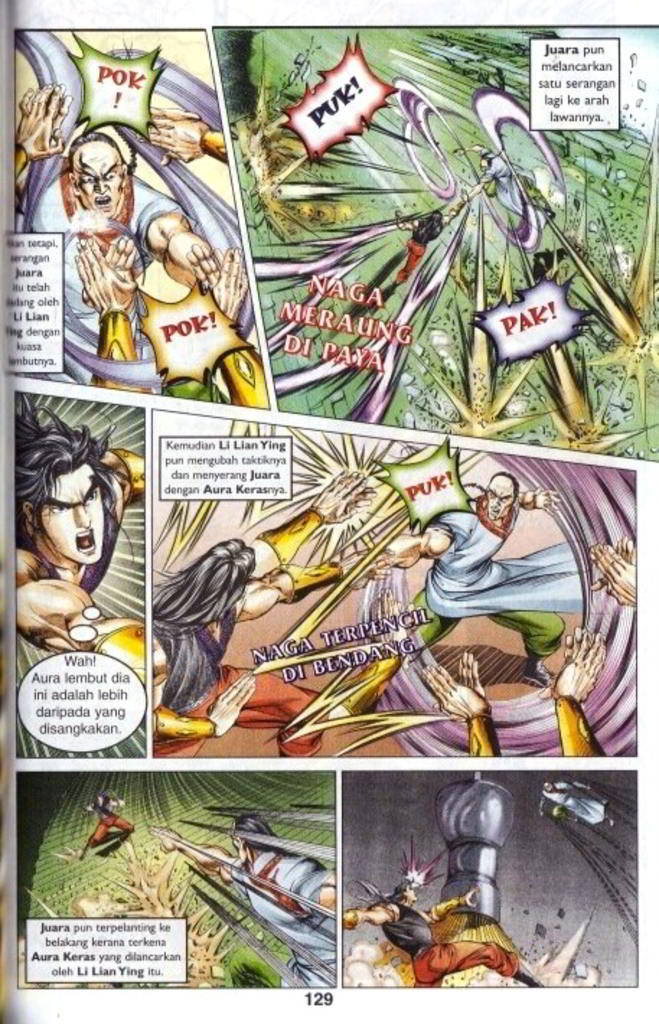 POK
!
tetapi,
serangan
Juara
itu telah
oleh
Li Lian
dengan
kuasa
POK!
PUK!
Juara pun
melancarkan
satu serangan
lagi ke arah
lawannya.
NAGA
MERAUNG
DI PAYA
PAK!
Wah!
Aura lembut dia
ini adalah lebih
daripada yang
disangkakan.
Kemudian Li Lian Ying
pun mengubah taktiknya
dan menyerang Juara
dengan Aura Kerasnya.
PUK!
NAGA TERPENCIL
DI BENDANG
Juara pun terpelanting ke
belakang kerana terkena
Aura Keras yang dilancarkan
oleh Li Lian Ying itu.
129